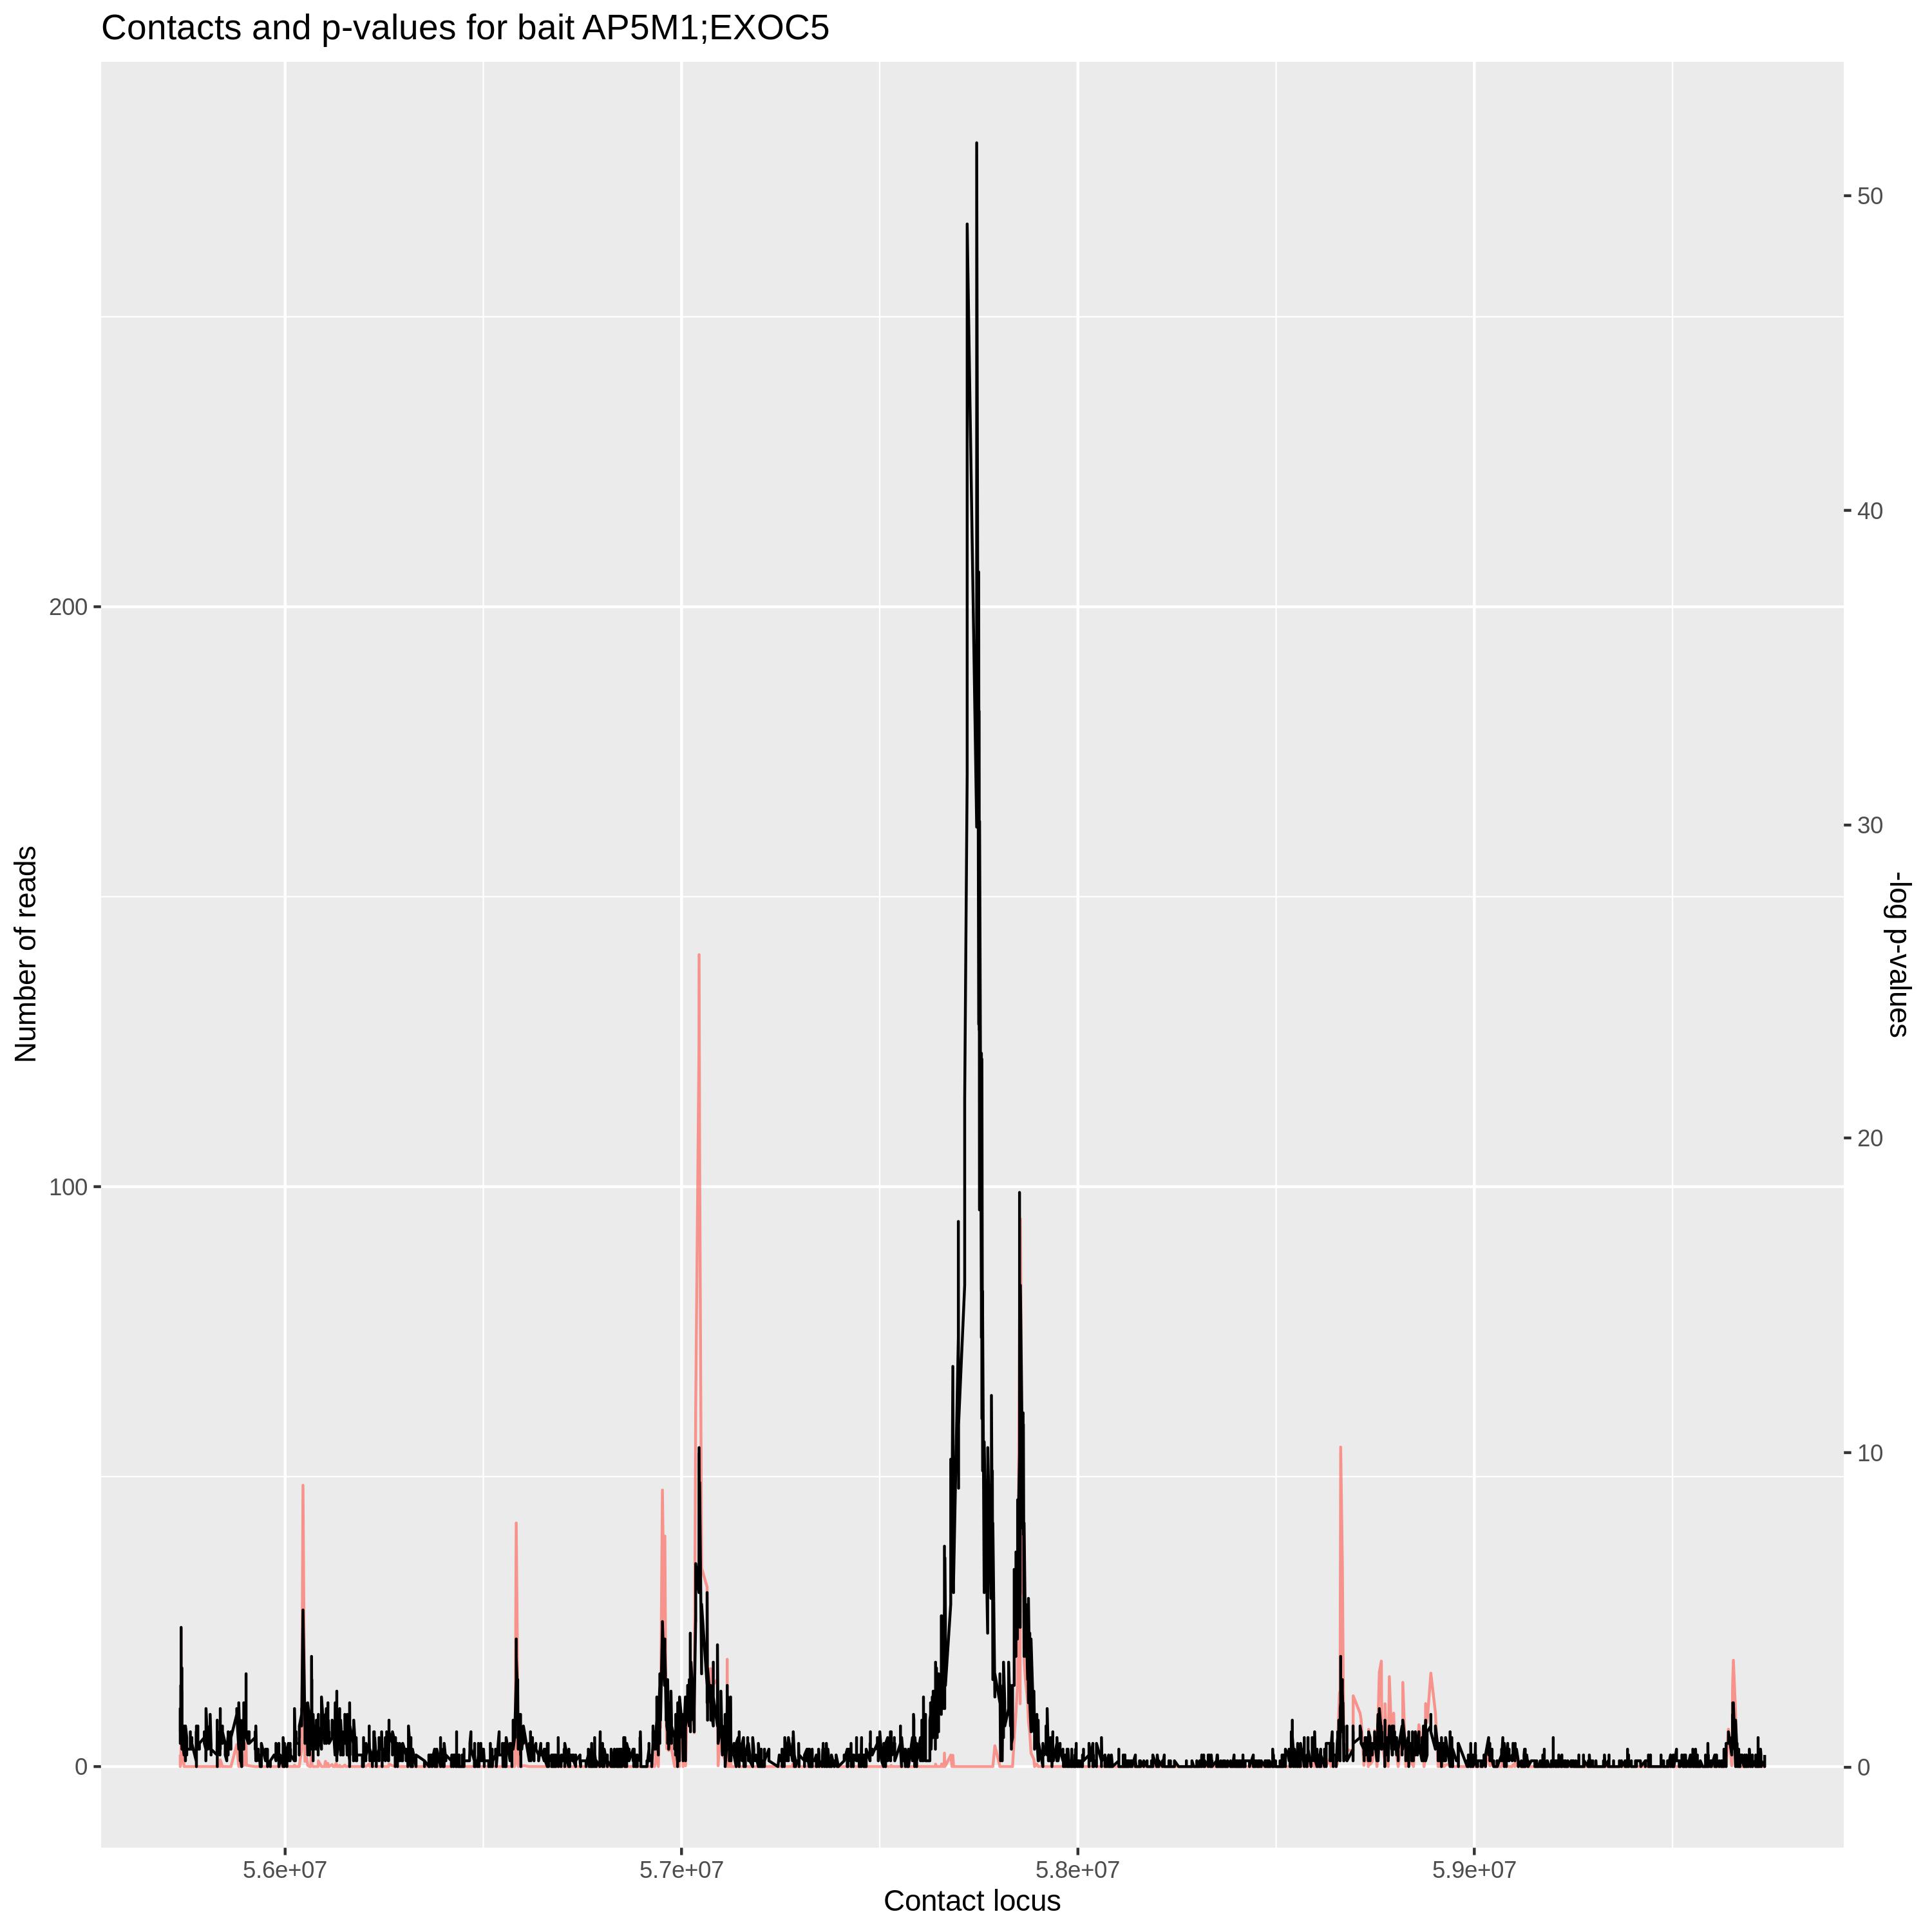 Contacts and p-values for bait AP5M1;EXOC5
Number of reads
200
100
0
50
40
30
20
10
0
-log p-values
5.6e+07
5.7e+07
5.8e+07
5.9e+07
Contact locus